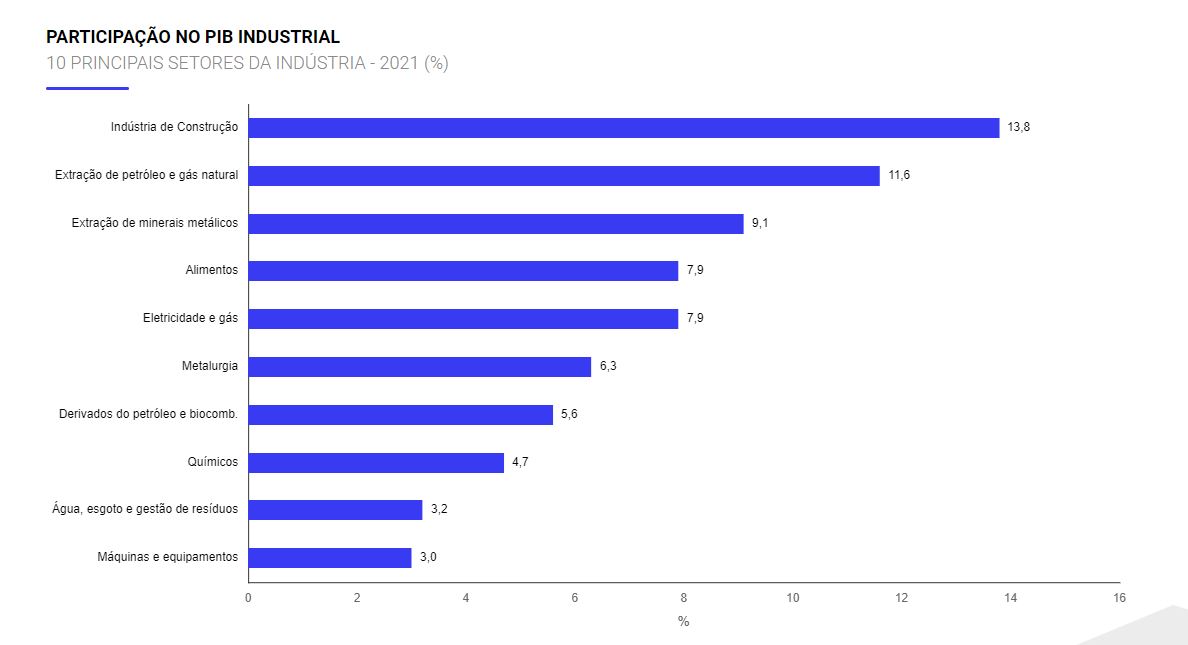 PARTICIPAÇÃO NO PIB INDUSTRIAL
10 PRINCIPAIS SETORES DA INDÚSTRIA - 2021 (%)
Indústria de Construção 13,8
Extração de petróleo e gás natural 11,6
Extração de minerais metálicos 9,1
Alimentos 7,9
Eletricidade e gás 7,9
Metalurgia 6,3
Derivados do petróleo e biocomb. 5,6
Químicos 4,7
Água, esgoto e gestão de resíduos 3,2
Máquinas e equipamentos 3,0
0 2 4 6 8 10 12 14 16
%